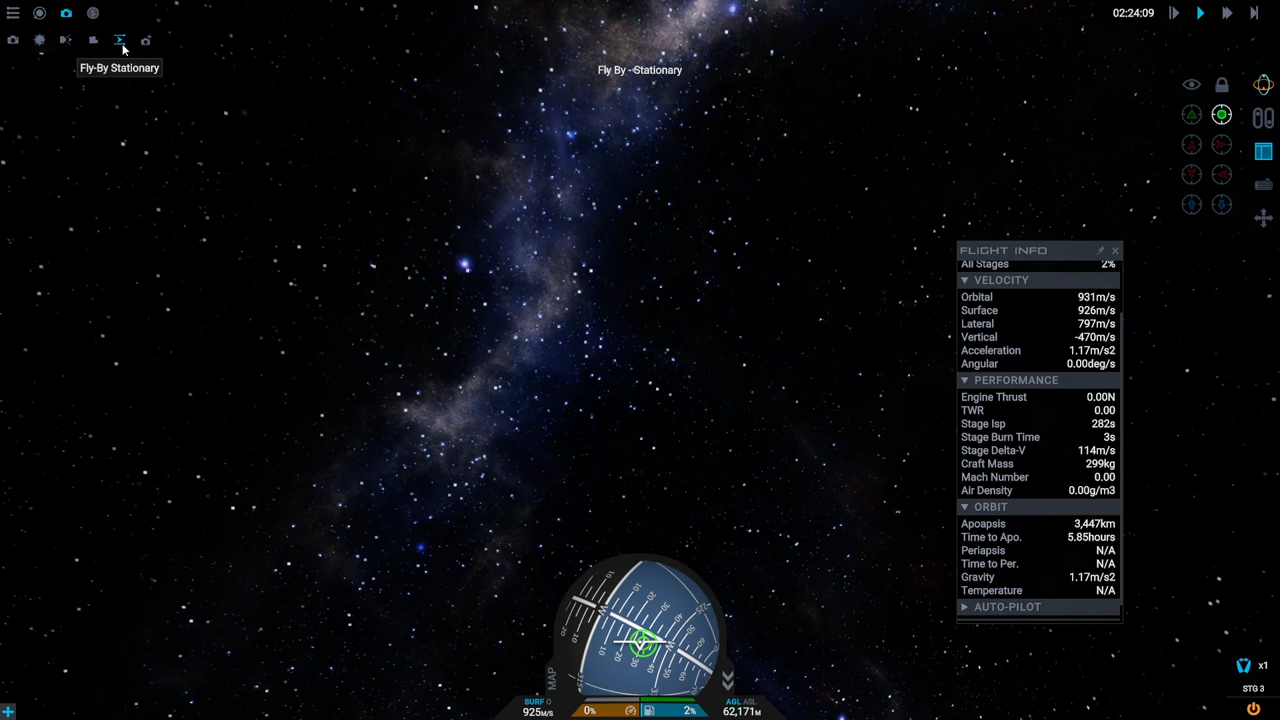 02:24:09
Fly-By Stationary
Fly By - Stationary
FLIGHT INFO
All Stages 2%
VELOCITY
Orbital 931m/s
Surface 926m/s
Lateral 797m/s
Vertical -470m/s
Acceleration 1.17m/s2
Angular 0.00deg/s
PERFORMANCE
Engine Thrust 0.00N
TWR 0.00
Stage Isp 282s
Stage Burn Time 3s
Stage Delta-V 114m/s
Craft Mass 299kg
Mach Number 0.00
Air Density 0.00g/m3
ORBIT
Apoapsis 3,447km
Time to Apo. 5.85hours
Periapsis N/A
Time to Per. N/A
Gravity 1.17m/s2
Temperature N/A
AUTO-PILOT
MAP
SURF O
925M/S
0%
2%
AGL ASL
62,171M
x1
STG 3